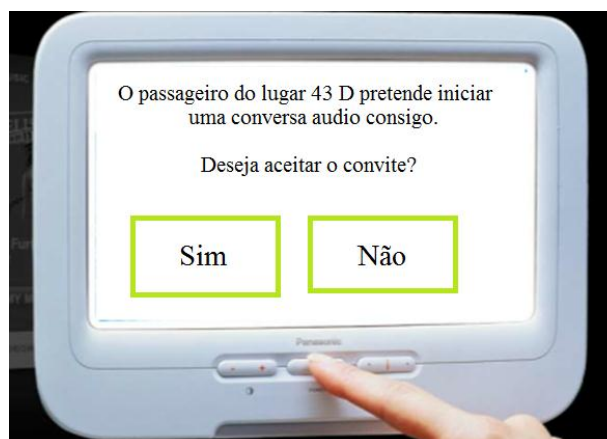 O passageiro do lugar 43 D pretende iniciar
uma conversa audio consigo.
Deseja aceitar o convite?
Sim Não
Panasonic